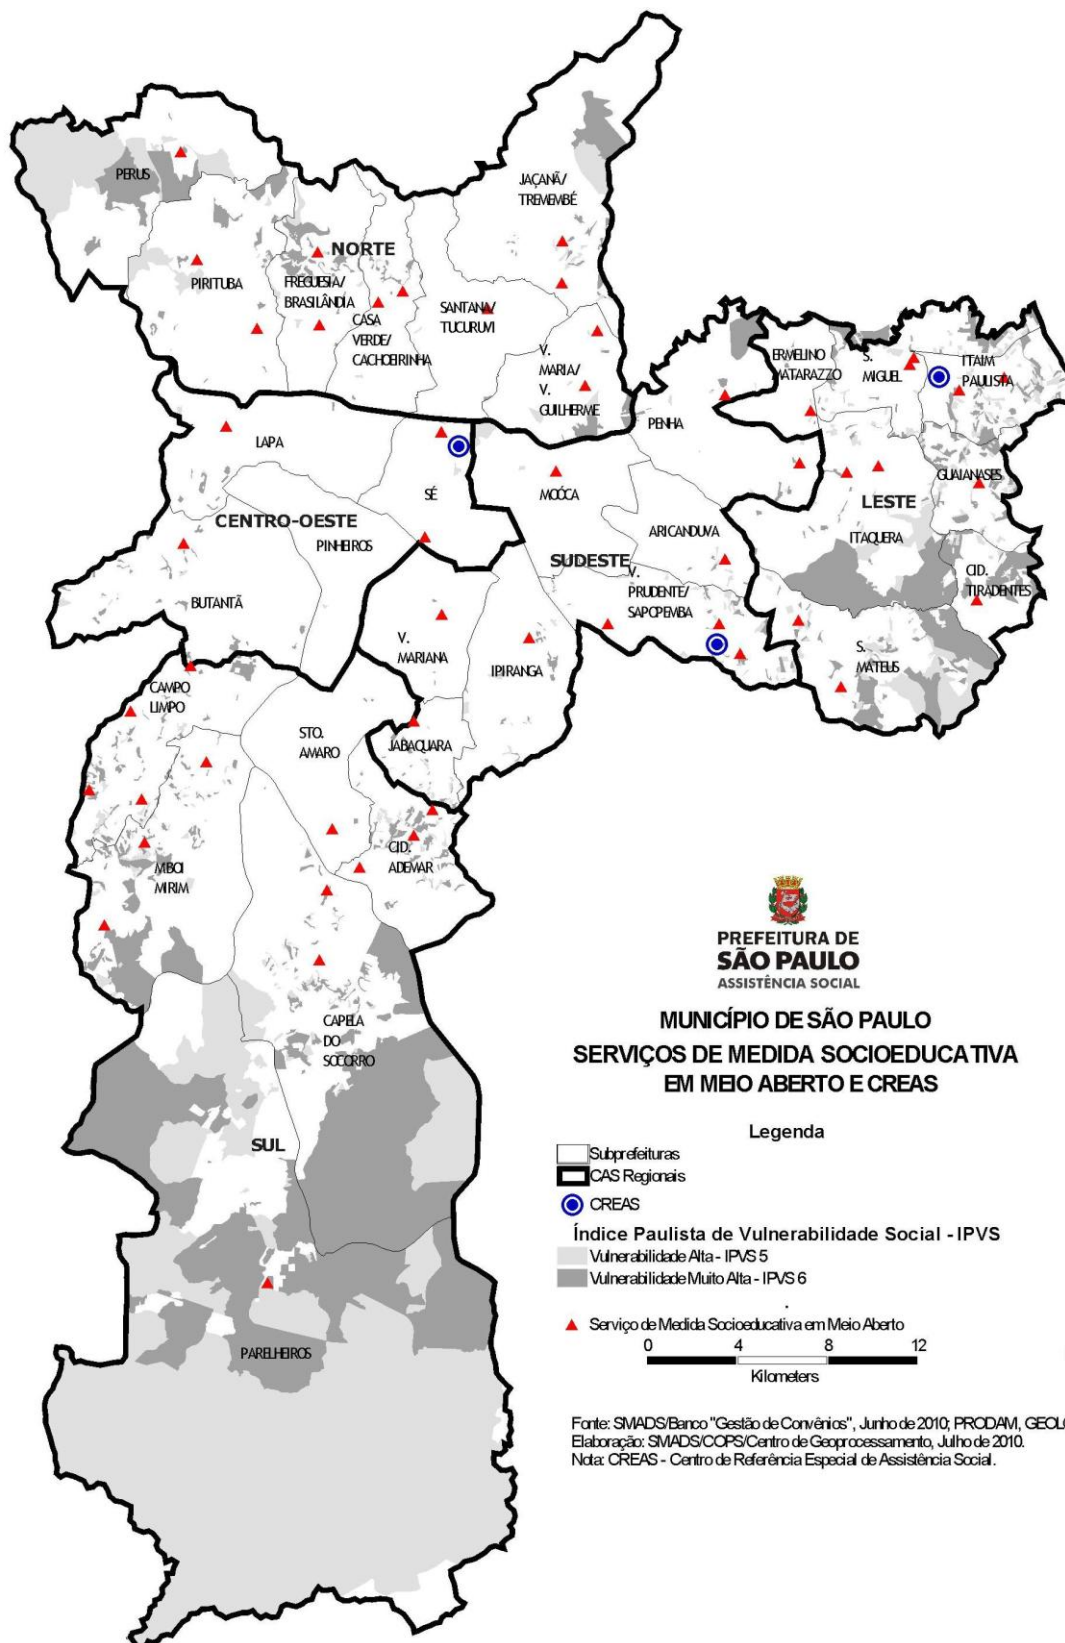 PERUS
JAÇANÃ/
TREMEMBÉ
NORTE
PIRITUBA
FREGUESIA/
BRASILÂNDIA
CASA
VERDE/
CACHOEIRINHA
SANTANA/
TUCURUVI
V.
MARIA/
V.
GUILHERME
ERMELINO
MATARAZZO
S.
MIGUEL
ITAIM
PAULISTA
PENHA
LAPA
SÉ
MOÓCA
GUAIANASES
LESTE
CENTRO-OESTE
PINHEIROS
ARICANDUVA
ITAQUERA
SUDESTE
CID.
TIRADENTES
BUTANTÃ
V.
PRUDENTE/
SAPOPEMBA
V.
MARIANA
IPIRANGA
S.
MATEUS
CAMPO
LIMPO
STO.
AMARO
JABAQUARA
CID.
ADEMAR
M'BOI
MIRIM
CAPELA
DO
SOCORRO
SUL
PARELHEIROS
PREFEITURA DE
SÃO PAULO
ASSISTÊNCIA SOCIAL
MUNICÍPIO DE SÃO PAULO
SERVIÇOS DE MEDIDA SOCIOEDUCATIVA
EM MEIO ABERTO E CREAS
Legenda
Subprefeituras
CAS Regionais
CREAS
Índice Paulista de Vulnerabilidade Social - IPVS
Vulnerabilidade Alta - IPVS 5
Vulnerabilidade Muito Alta - IPVS 6
Serviço de Medida Socioeducativa em Meio Aberto
0 4 8 12
Kilometers
Fonte: SMADS/Banco "Gestão de Convênios", Junho de 2010; PRODAM, GEOLO
Elaboração: SMADS/COPS/Centro de Geoprocessamento, Julho de 2010.
Nota: CREAS - Centro de Referência Especial de Assistência Social.